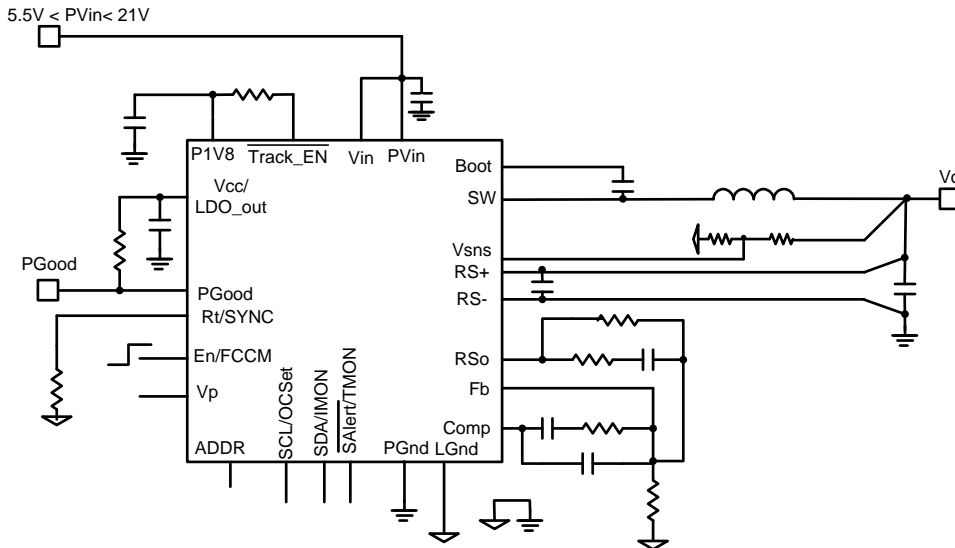 5.5V < PVin< 21V
P1V8
Track_EN
Vin
PVin
Boot
Vcc/
LDO_out
SW
Vo
Vsns
PGood
RS+
PGood
RS-
Rt/SYNC
En/FCCM
RSo
Vp
Fb
Comp
ADDR
SCL/OCSet
SDA/IMON
SAlert/TMON
PGnd
LGnd